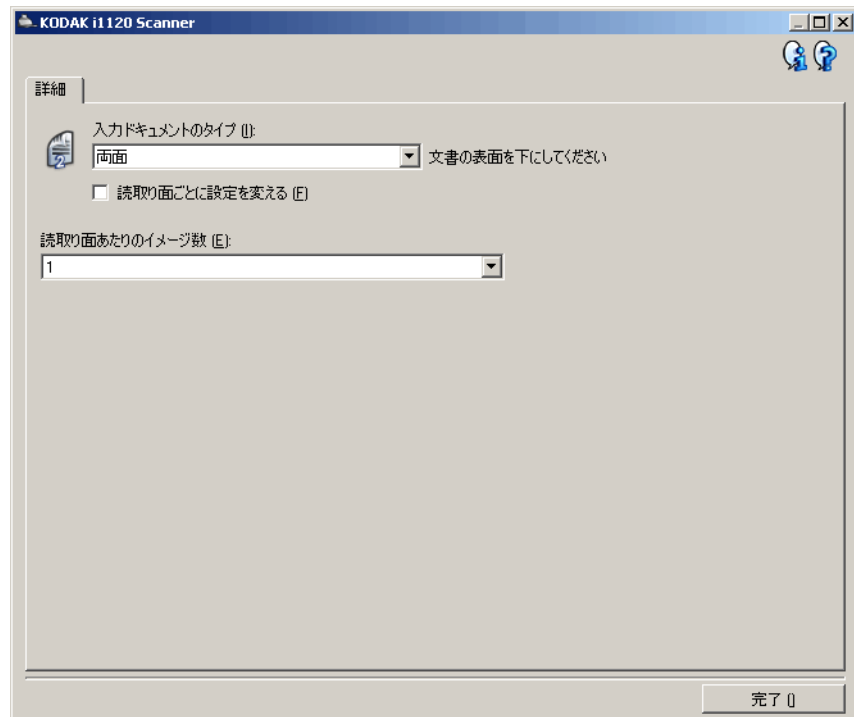 KODAK i1120 Scanner
詳細
入力ドキュメントのタイプ (I):
両面
文書の表面を下にしてください
読取り面ごとに設定を変える (F)
読取り面あたりのイメージ数 (E):
1
完了 ()